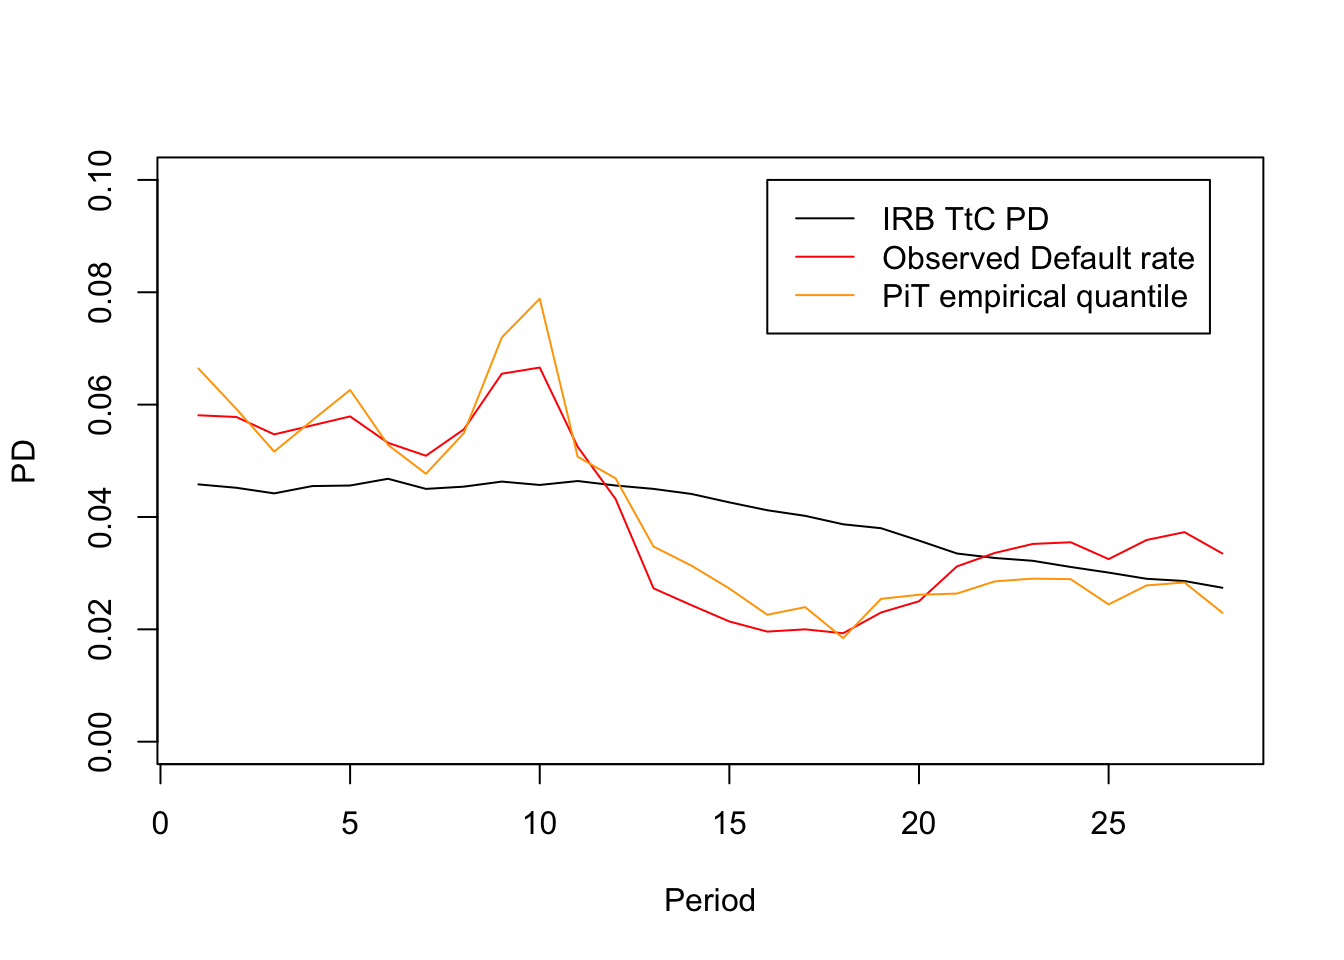 IRB TtC PD
Observed Default rate
PiT empirical quantile
PD
0.10
0.08
0.06
0.04
0.02
0.00
0 5 10 15 20 25
Period